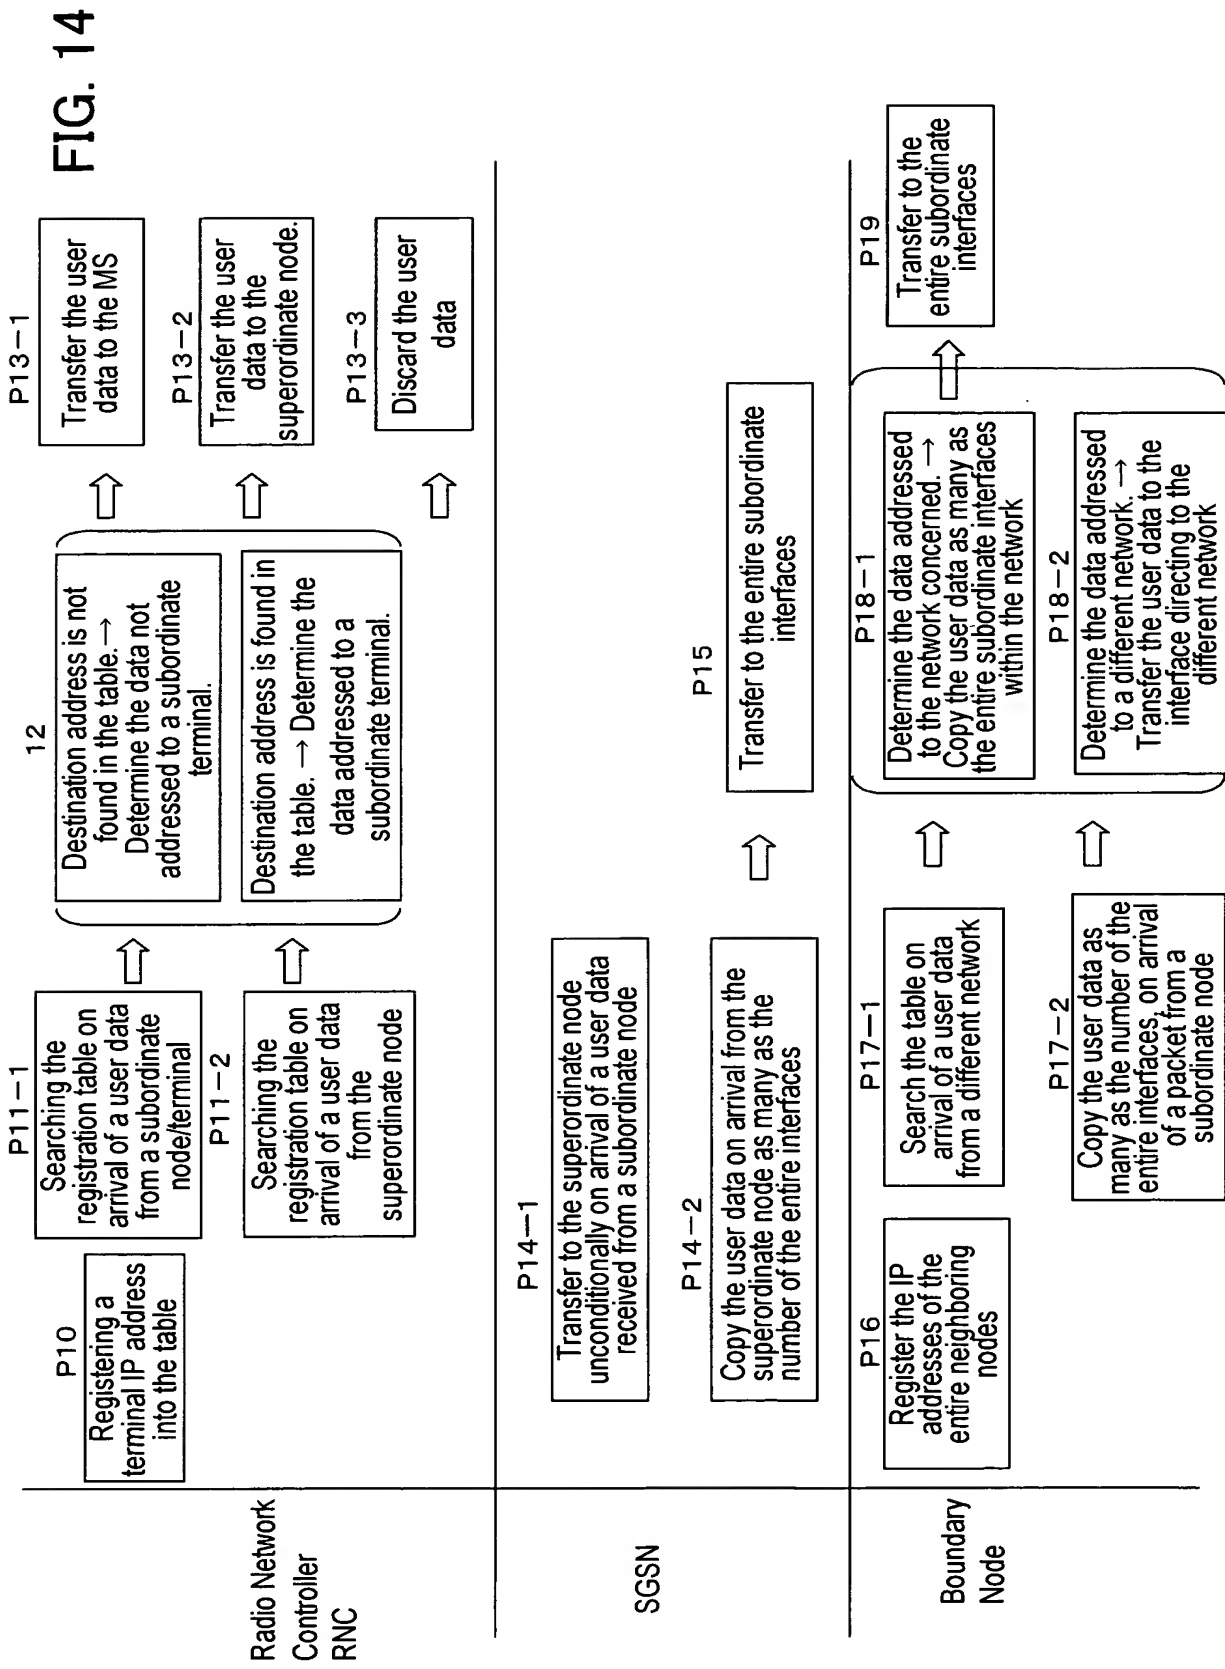 FIG. 14
Radio Network
Controller
RNC
P10
Registering a
terminal IP address
into the table
P11-1
Searching the
registration table on
arrival of a user data
from a subordinate
node/terminal
P11-2
Searching the
registration table on
arrival of a user data
from the
superordinate node
12
Destination address is not
found in the table.→
Determine the data not
addressed to a subordinate
terminal.
Destination address is found in
the table. → Determine the
data addressed to a
subordinate terminal.
P13-1
Transfer the user
data to the MS
P13-2
Transfer the user
data to the
superordinate node.
P13-3
Discard the user
data
SGSN
P14-1
Transfer to the superordinate node
unconditionally on arrival of a user data
received from a subordinate node
P14-2
Copy the user data on arrival from the
superordinate node as many as the
number of the entire interfaces
P15
Transfer to the entire subordinate
interfaces
Boundary
Node
P16
Register the IP
addresses of the
entire neighboring
nodes
P17-1
Search the table on
arrival of a user data
from a different network
P17-2
Copy the user data as
many as the number of the
entire interfaces, on arrival
of a packet from a
subordinate node
P18-1
Determine the data addressed
to the network concerned. →
Copy the user data as many as
the entire subordinate interfaces
within the network
P18-2
Determine the data addressed
to a different network. →
Transfer the user data to the
interface directing to the
different network
P19
Transfer to the
entire subordinate
interfaces